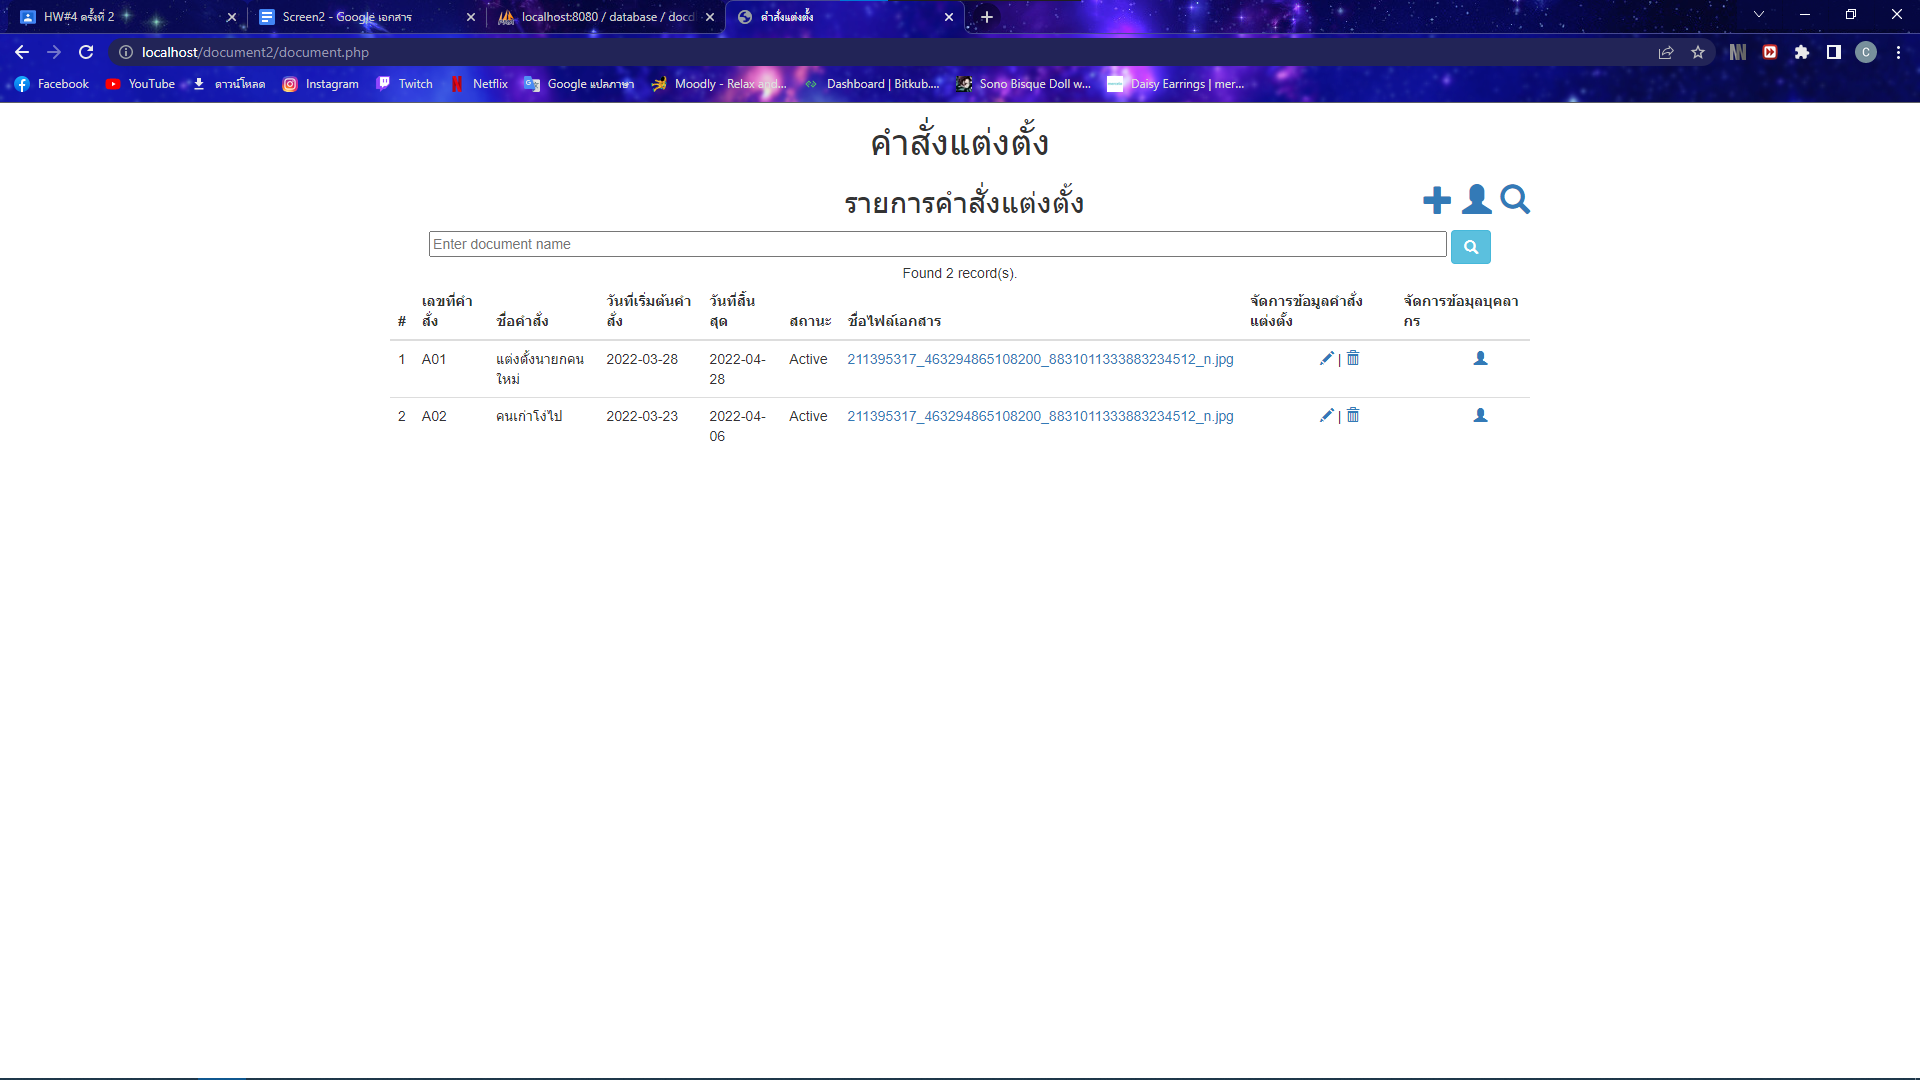 HW#4 ครั้งที่ 2
Screen2 - Google เอกสาร
localhost:8080 / database / docd
คำสั่งแต่งตั้ง
localhost/document2/document.php
C
Facebook YouTube ดาวน์โหลด Instagram Twitch Netflix Google แปลภาษา Moodly - Relax and... Dashboard | Bitkub.... Sono Bisque Doll w... Daisy Earrings | mer...
คำสั่งแต่งตั้ง
รายการคำสั่งแต่งตั้ง
Enter document name
Found 2 record(s).
# เลขที่คำสั่ง ชื่อคำสั่ง วันที่เริ่มต้นคำสั่ง วันที่สิ้นสุด สถานะ ชื่อไฟล์เอกสาร จัดการข้อมูลคำสั่งแต่งตั้ง จัดการข้อมุลบุคลากร
1 A01 แต่งตั้งนายกคนใหม่ 2022-03-28 2022-04-28 Active 211395317_463294865108200_8831011333883234512_n.jpg |
2 A02 คนเก่าโง่ไป 2022-03-23 2022-04-06 Active 211395317_463294865108200_8831011333883234512_n.jpg |